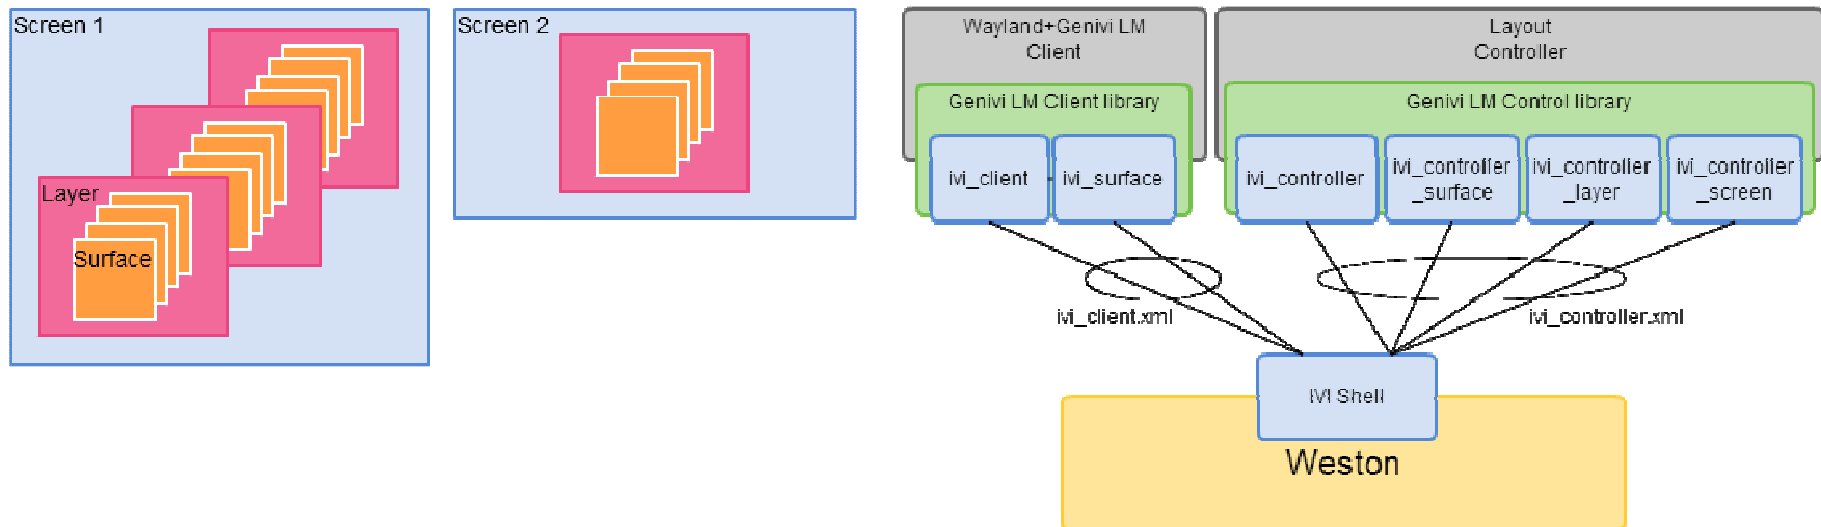 Screen 1
Layer
Surface
Screen 2
Wayland+Genivi LM
Client
Genivi LM Client library
ivi_client
ivi_surface
Layout
Controller
Genivi LM Control library
ivi_controller
ivi_controller
_surface
ivi_controller
_layer
ivi_controller
_screen
ivi_client.xml
ivi_controller.xml
IVI Shell
Weston